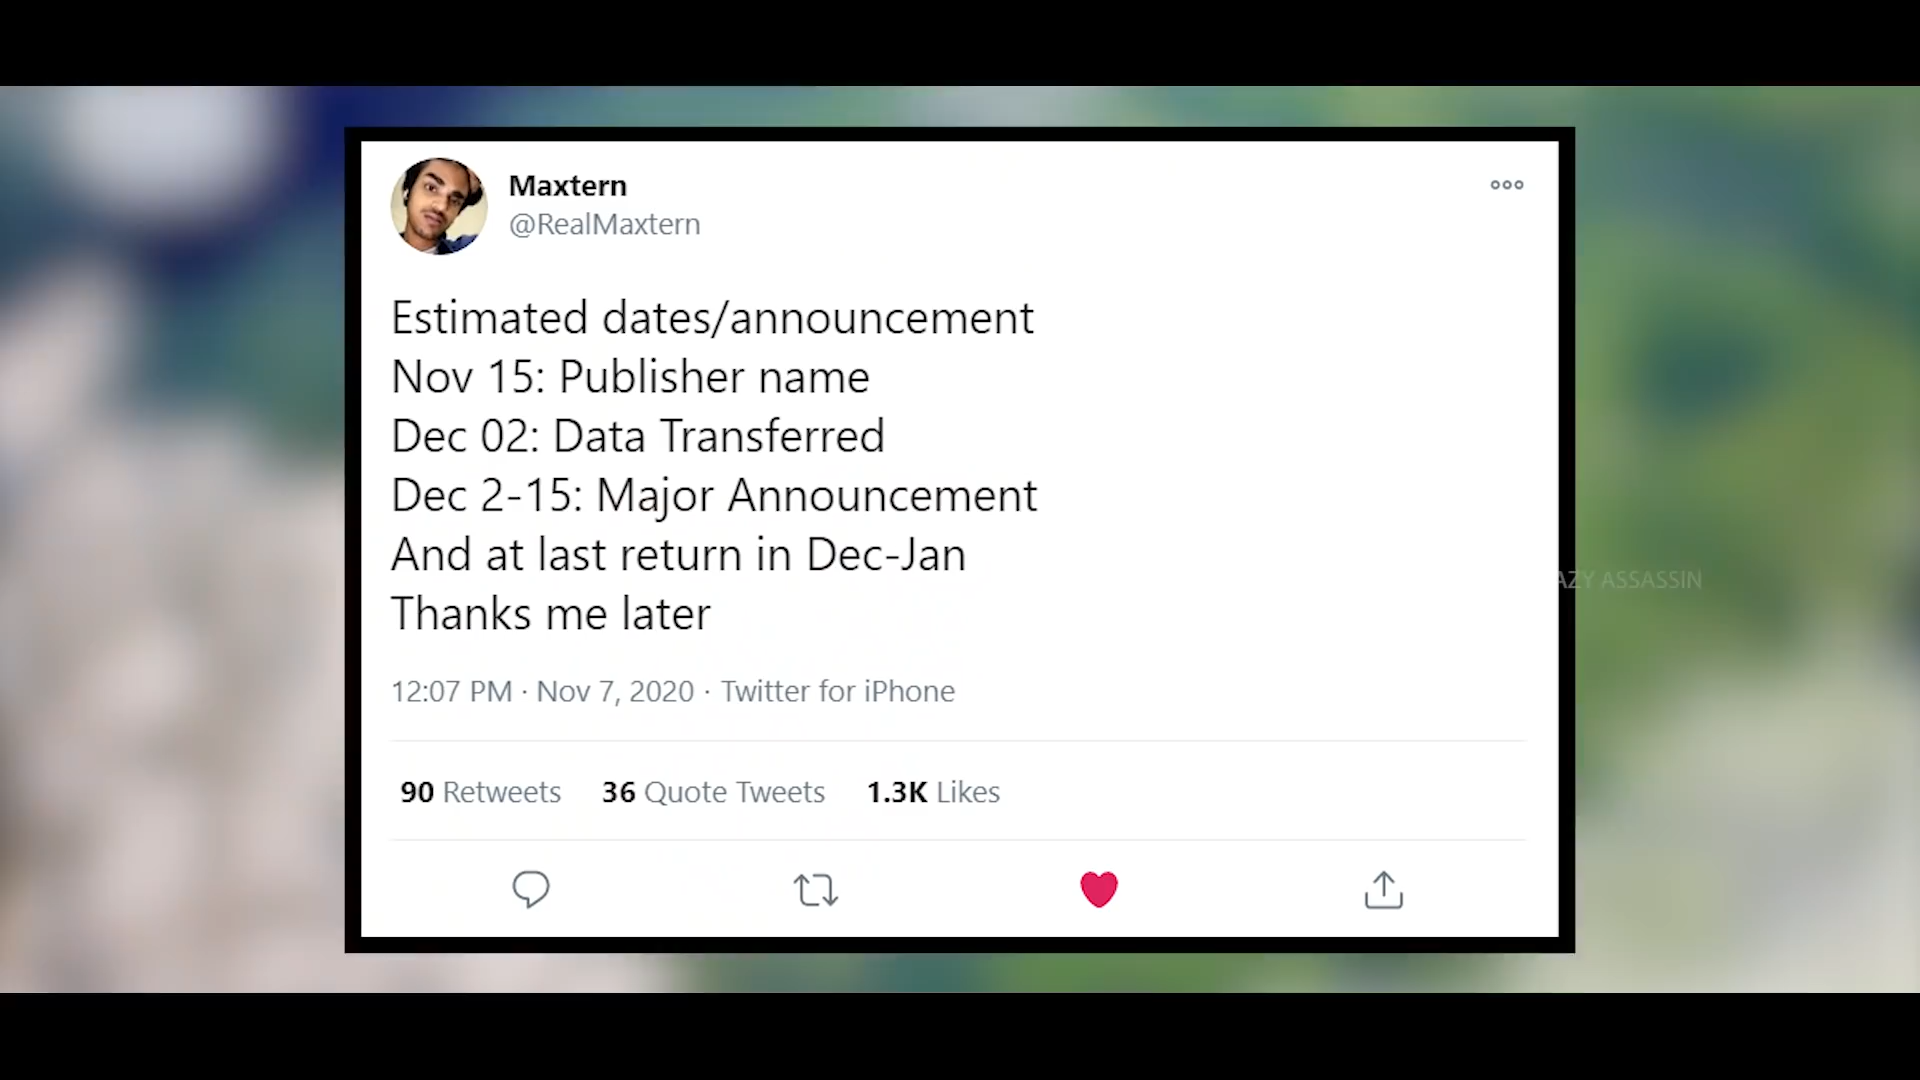 Maxtern
@RealMaxtern
Estimated dates/announcement
Nov 15: Publisher name
Dec 02: Data Transferred
Dec 2-15: Major Announcement
And at last return in Dec-Jan
Thanks me later
12:07 PM · Nov 7, 2020 · Twitter for iPhone
90 Retweets 36 Quote Tweets 1.3K Likes
AZY ASSASSIN